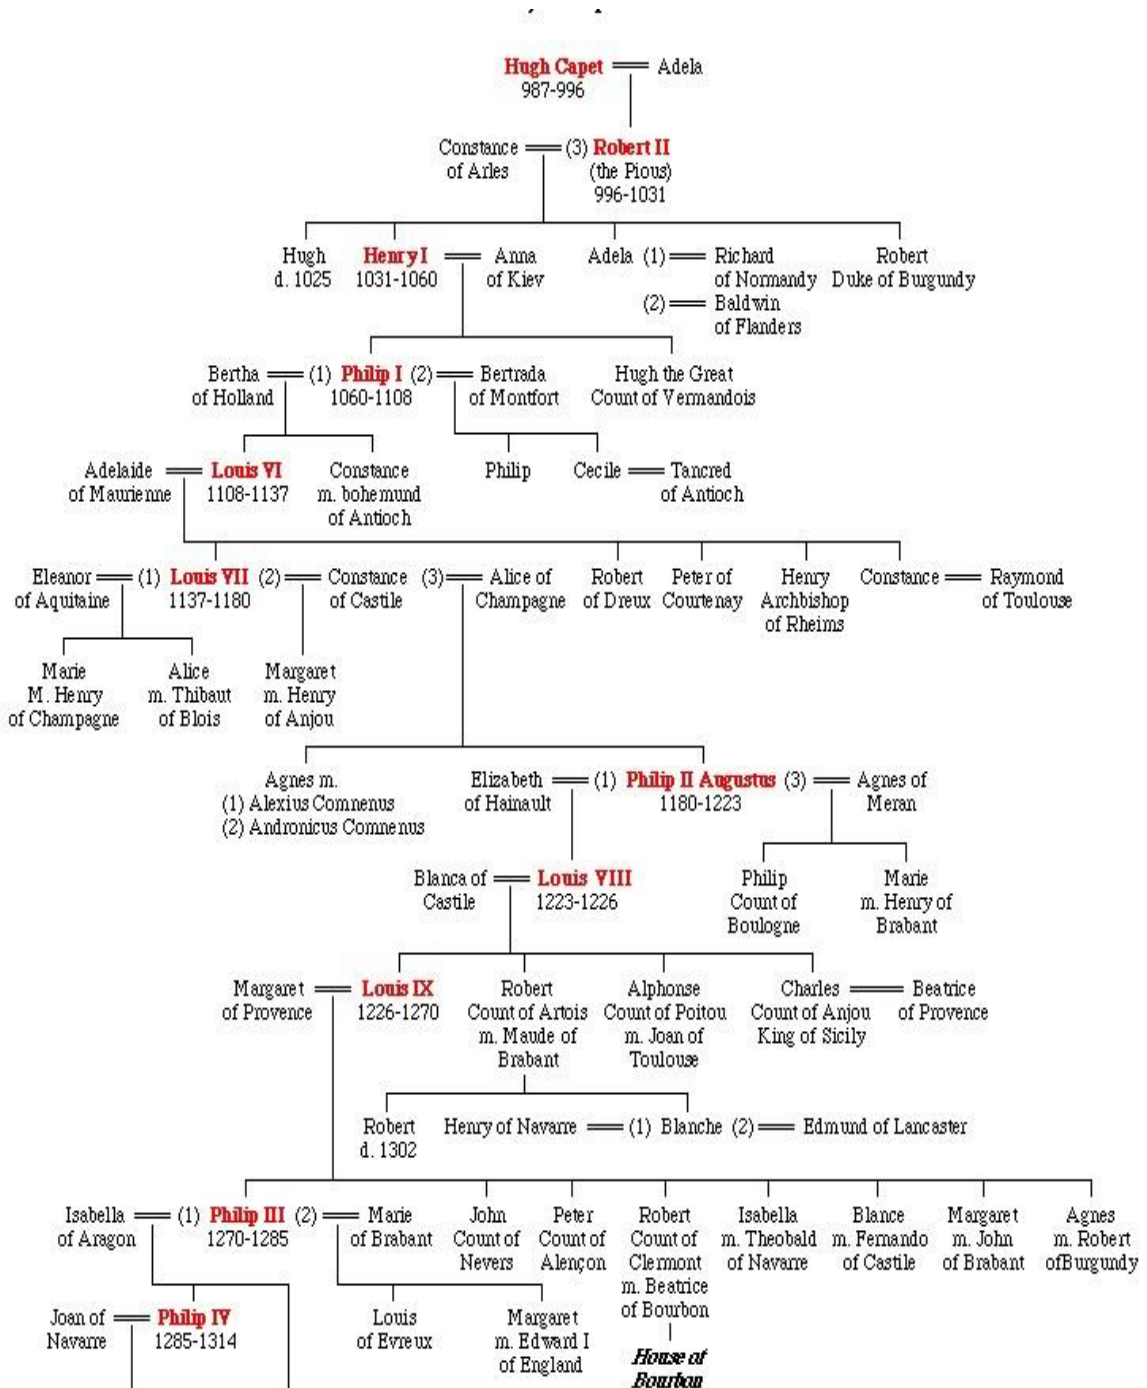 Hugh Capet Adela
987-996
Constance (3) Robert II
of Arles (the Pious)
996-1031
Hugh Henry I Anna Adela (1) Richard Robert
d. 1025 1031-1060 of Kiev of Normandy Duke of Burgundy
(2) Baldwin
of Flanders
Bertha (1) Philip I (2) Bertrada Hugh the Great
of Holland 1060-1108 of Montfort Count of Vermandois
Adelaide Louis VI Constance Philip Cecile Tancred
of Maurienne 1108-1137 m. bohemund of Antioch
of Antioch
Eleanor (1) Louis VII (2) Constance (3) Alice of Robert Peter of Henry Constance Raymond
of Aquitaine 1137-1180 of Castile Champagne of Dreux Courtenay Archbishop of Toulouse
of Rheims
Marie Alice Margaret
M. Henry m. Thibaut m. Henry
of Champagne of Blois of Anjou
Agnes m. Elizabeth (1) Philip II Augustus (3) Agnes of
(1) Alexius Comnenus of Hainault 1180-1223 Meran
(2) Andronicus Comnenus
Blanca of Louis VIII Philip Marie
Castile 1223-1226 Count of m. Henry of
Boulogne Brabant
Margaret Louis IX Robert Alphonse Charles Beatrice
of Provence 1226-1270 Count of Artois Count of Poitou Count of Anjou of Provence
m. Maude of m. Joan of King of Sicily
Brabant Toulouse
Robert Henry of Navarre (1) Blanche (2) Edmund of Lancaster
d. 1302
Isabella (1) Philip III (2) Marie John Peter Robert Isabella Blance Margaret Agnes
of Aragon 1270-1285 of Brabant Count of Count of Count of m. Theobald m. Fernando m. John m. Robert
Nevers Alençon Clermont of Navarre of Castile of Brabant ofBurgundy
m. Beatrice
of Bourbon
Joan of Philip IV Louis Margaret
Navarre 1285-1314 of Evreux m. Edward I
of England
House of
Bourbon